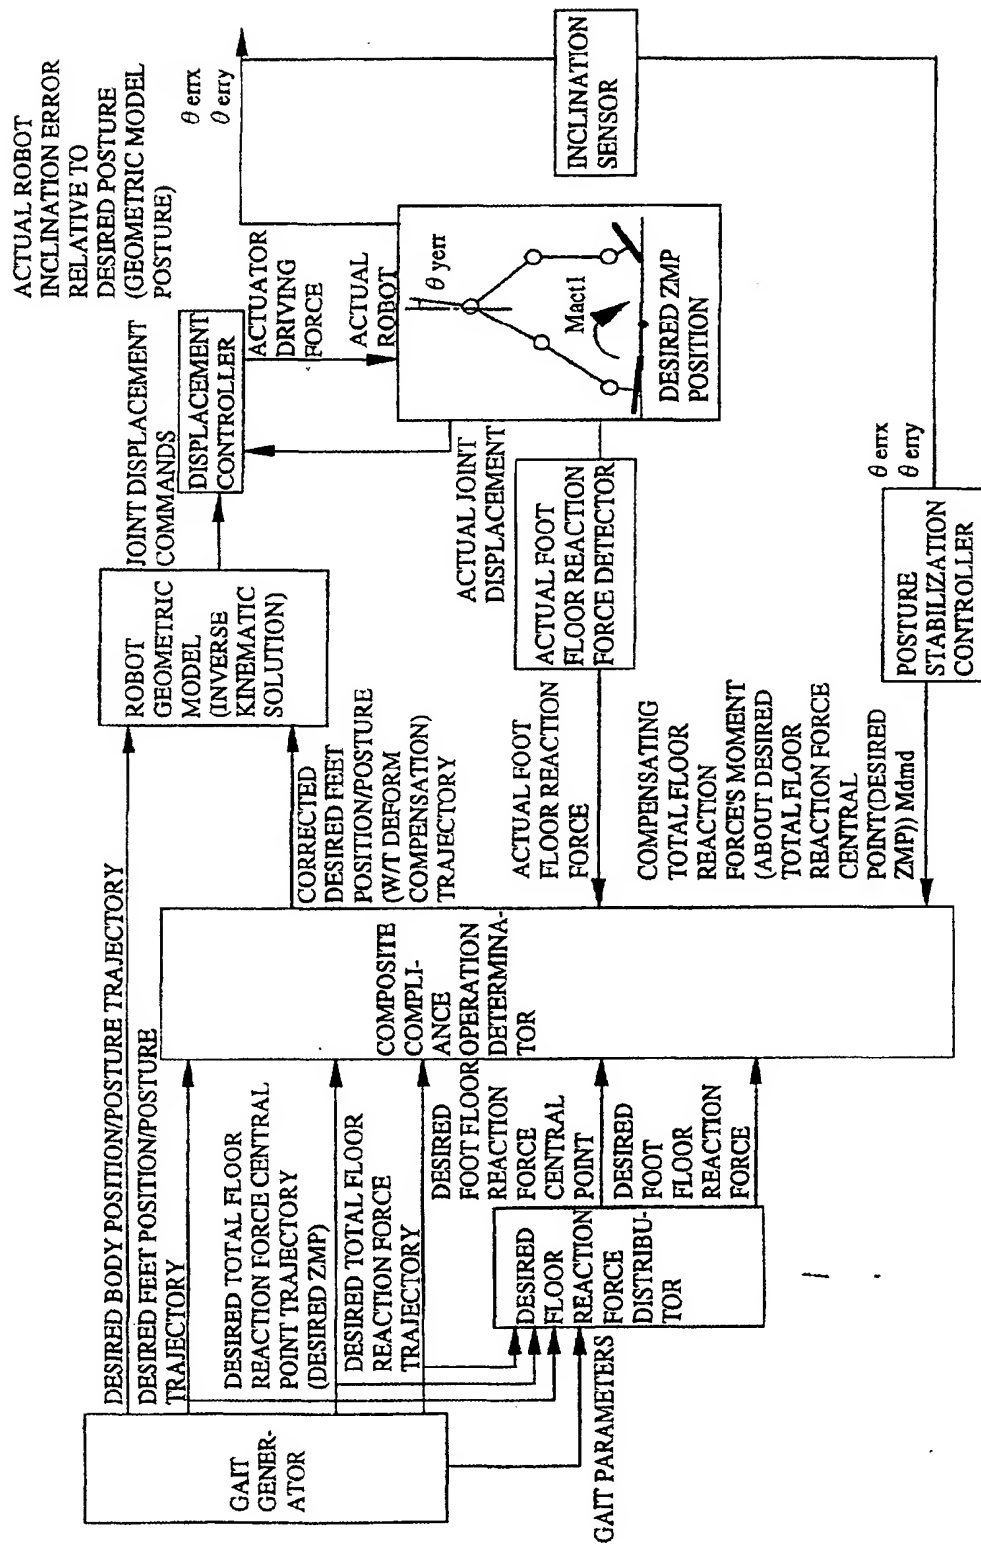 GAIT
GENER-
ATOR
DESIRED BODY POSITION/POSTURE TRAJECTORY
DESIRED FEET POSITION/POSTURE
TRAJECTORY
DESIRED TOTAL FLOOR
REACTION FORCE CENTRAL
POINT TRAJECTORY
(DESIRED ZMP)
DESIRED TOTAL FLOOR
REACTION FORCE
TRAJECTORY
GAIT PARAMETERS
DESIRED
FLOOR
REACTION
FORCE
DISTRIBU-
TOR
DESIRED
FOOT FLOOR
REACTION
FORCE
CENTRAL
POINT
DESIRED
FOOT
FLOOR
REACTION
FORCE
COMPOSITE
COMPLI-
ANCE
OPERATION
DETERMINA-
TOR
CORRECTED
DESIRED FEET
POSITION/POSTURE
(W/T DEFORM
COMPENSATION)
TRAJECTORY
ROBOT
GEOMETRIC
MODEL
(INVERSE
KINEMATIC
SOLUTION)
JOINT DISPLACEMENT
COMMANDS
DISPLACEMENT
CONTROLLER
ACTUATOR
DRIVING
FORCE
ACTUAL
ROBOT
ACTUAL JOINT
DISPLACEMENT
ACTUAL ROBOT
INCLINATION ERROR
RELATIVE TO
DESIRED POSTURE
(GEOMETRIC MODEL
POSTURE)
θ errx
θ erry
θ yerr
Mact1
DESIRED ZMP
POSITION
INCLINATION
SENSOR
ACTUAL FOOT
FLOOR REACTION
FORCE DETECTOR
ACTUAL FOOT
FLOOR REACTION
FORCE
COMPENSATING
TOTAL FLOOR
REACTION
FORCE'S MOMENT
(ABOUT DESIRED
TOTAL FLOOR
REACTION FORCE
CENTRAL
POINT(DESIRED
ZMP)) Mdmd
θ errx
θ erry
POSTURE
STABILIZATION
CONTROLLER